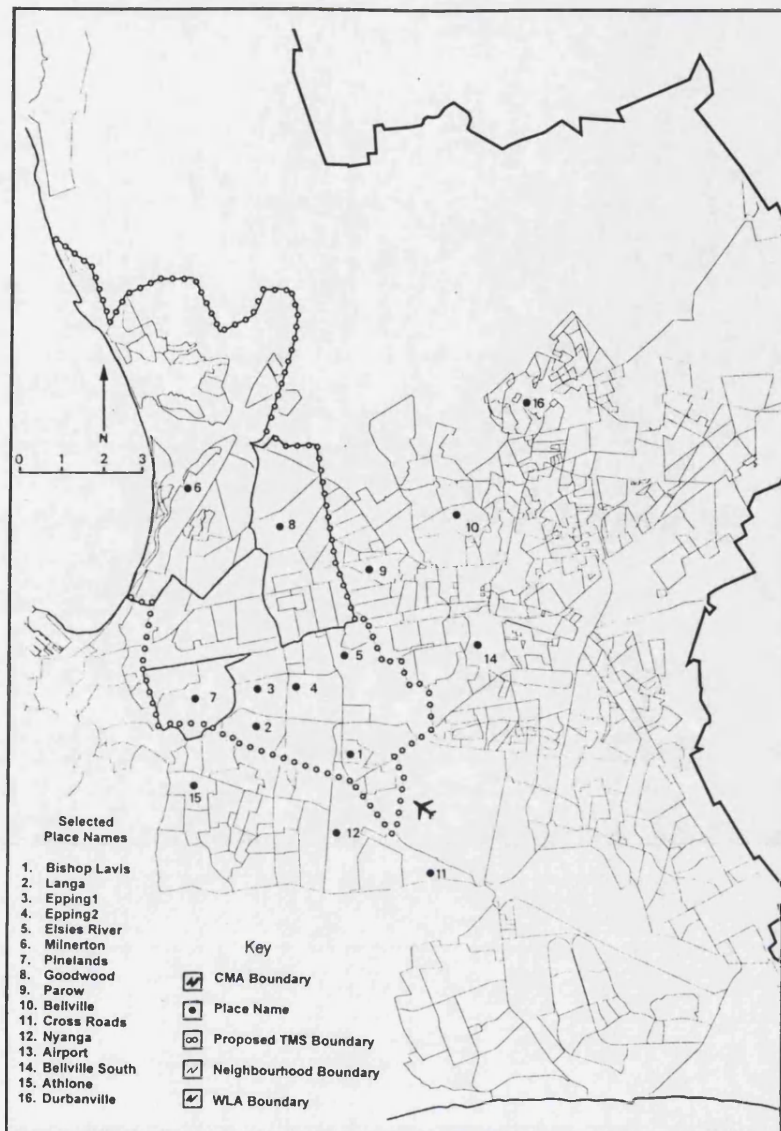 16
N
0 1 2 3
6
8
10
9
5
14
7
3
4
2
1
15
12
11
Selected
Place Names
1. Bishop Lavis
2. Langa
3. Epping1
4. Epping2
5. Elsies River
6. Milnerton
7. Pinelands
8. Goodwood
9. Parow
10. Bellville
11. Cross Roads
12. Nyanga
13. Airport
14. Bellville South
15. Athlone
16. Durbanville
Key
CMA Boundary
Place Name
Proposed TMS Boundary
Neighbourhood Boundary
WLA Boundary